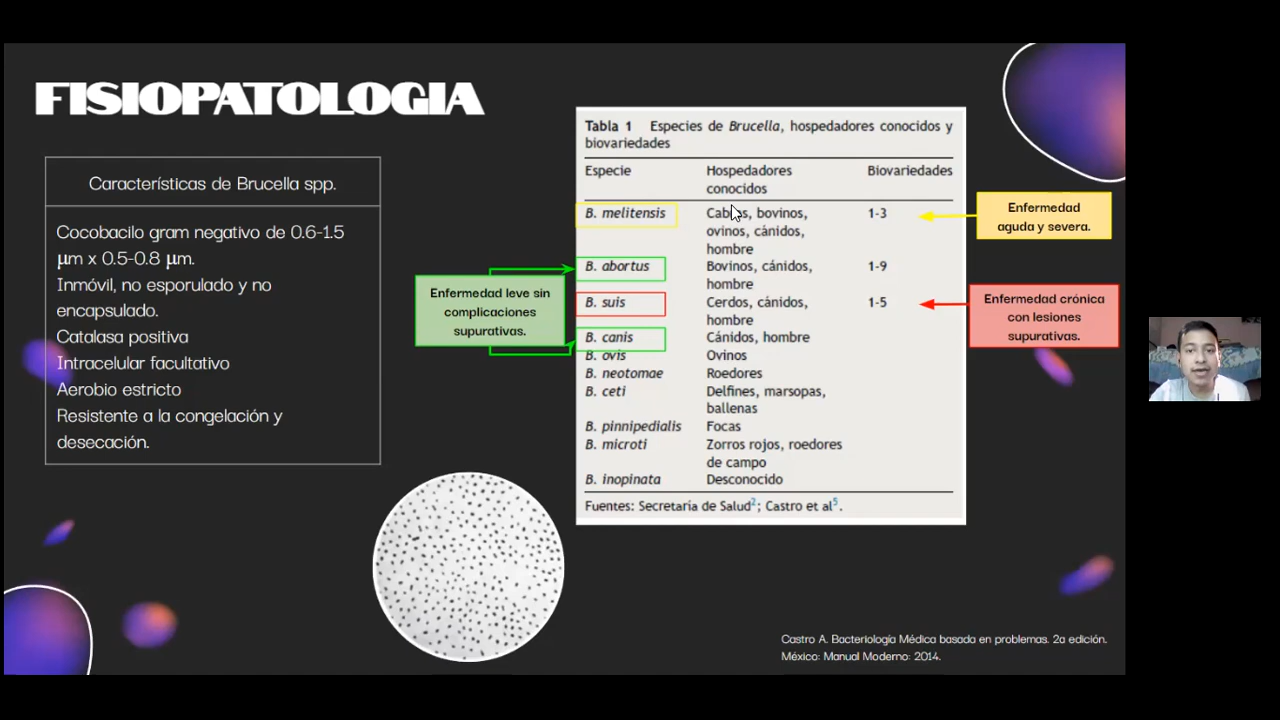 FISIOPATOLOGIA
Características de Brucella spp.
Cocobacilo gram negativo de 0.6-1.5
µm x 0.5-0.8 µm.
Inmóvil, no esporulado y no
encapsulado.
Catalasa positiva
Intracelular facultativo
Aerobio estricto
Resistente a la congelación y
desecación.
Enfermedad leve sin
complicaciones
supurativas.
Tabla 1 Especies de Brucella, hospedadores conocidos y
biovariedades
Especie Hospedadores Biovariedades
conocidos
B. melitensis Cabras, bovinos, 1-3
ovinos, cánidos,
hombre
B. abortus Bovinos, cánidos, 1-9
hombre
B. suis Cerdos, cánidos, 1-5
hombre
B. canis Cánidos, hombre
B. ovis Ovinos
B. neotomae Roedores
B. ceti Delfines, marsopas,
ballenas
B. pinnipedialis Focas
B. microti Zorros rojos, roedores
de campo
B. inopinata Desconocido
Fuentes: Secretaría de Salud2; Castro et al5.
Enfermedad
aguda y severa.
Enfermedad crónica
con lesiones
supurativas.
Castro A. Bacteriología Médica basada en problemas. 2a edición.
México: Manual Moderno: 2014.